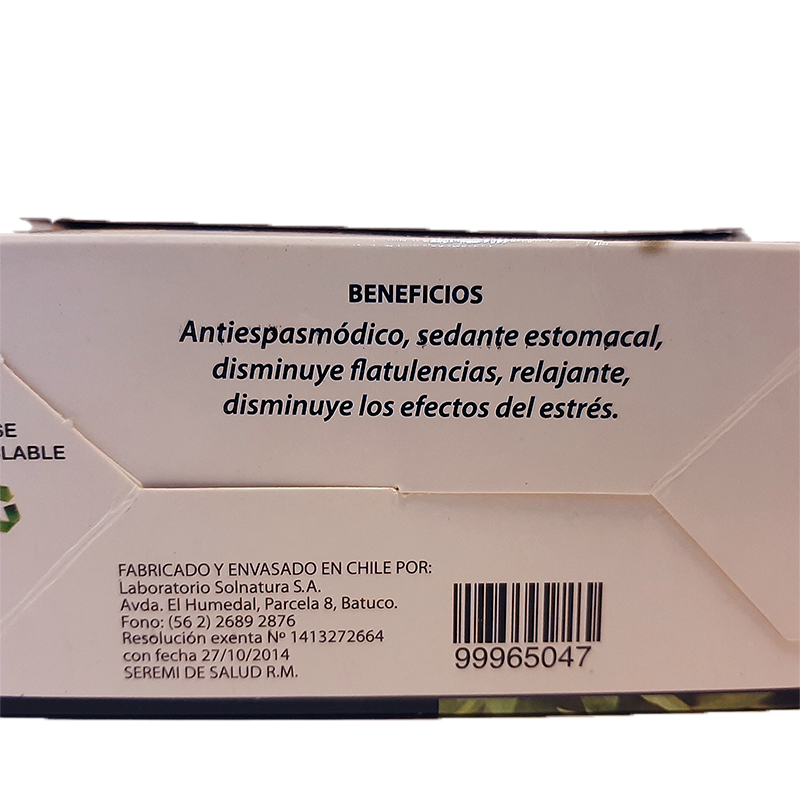 BENEFICIOS
Antiespasmódico, sedante estomacal,
disminuye flatulencias, relajante,
disminuye los efectos del estrés.
SE
LABLE
FABRICADO Y ENVASADO EN CHILE POR:
Laboratorio Solnatura S.A.
Avda. El Humedal, Parcela 8, Batuco.
Fono: (56 2) 2689 2876
Resolución exenta Nº 1413272664
con fecha 27/10/2014
SEREMI DE SALUD R.M.
99965047